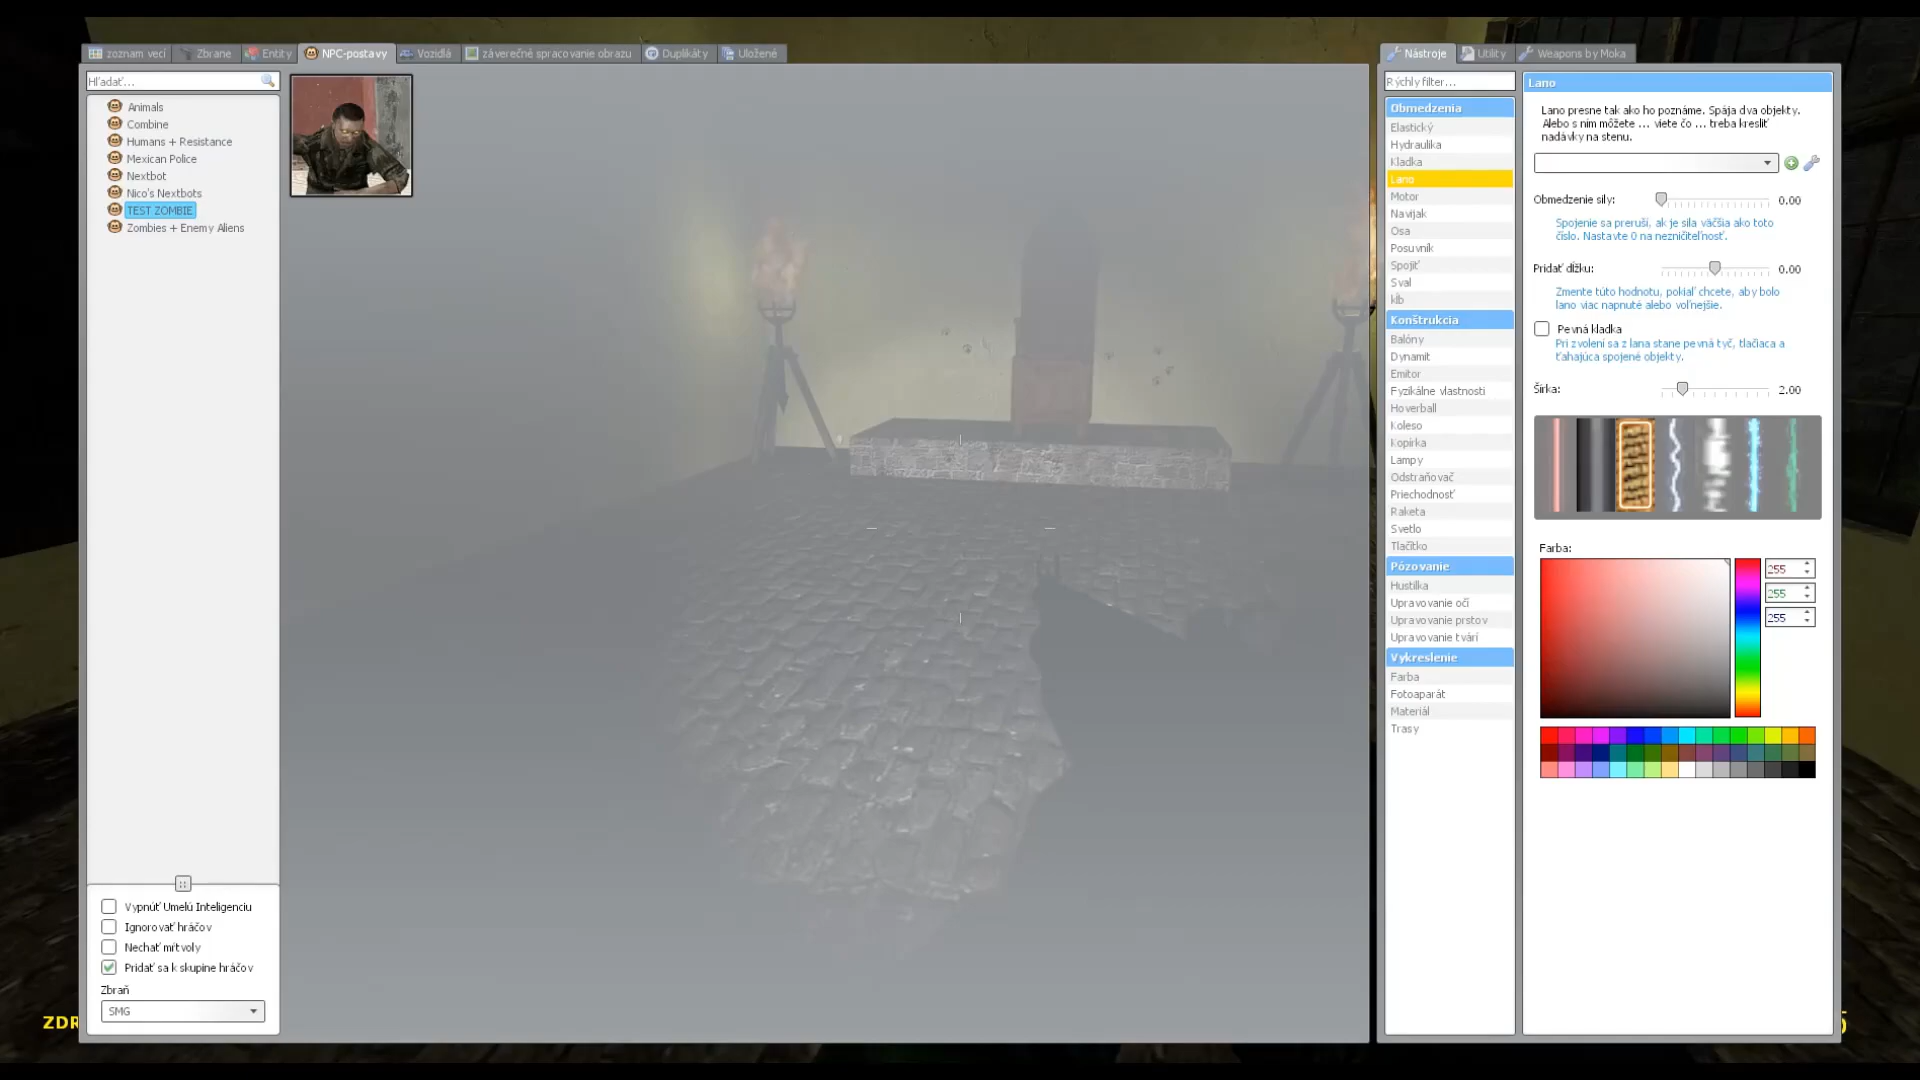 zoznam vecí
Zbrane
Entity
NPC-postavy
Vozidlá
záverečné spracovanie obrazu
Duplikáty
Uložené
Hľadať...
Animals
Combine
Humans + Resistance
Mexican Police
Nextbot
Nico's Nextbots
TEST ZOMBIE
Zombies + Enemy Aliens
Vypnúť Umelú Inteligenciu
Ignorovať hráčov
Nechať mŕtvoly
Pridať sa k skupine hráčov
Zbraň
SMG
ZDR
Nástroje
Utility
Weapons by Moka
Rýchly filter...
Obmedzenia
Elastický
Hydraulika
Kladka
Lano
Motor
Navijak
Osa
Posuvník
Spojiť
Sval
kĺb
Konštrukcia
Balóny
Dynamit
Emitor
Fyzikálne vlastnosti
Hoverball
Koleso
Kopírka
Lampy
Odstraňovač
Priechodnosť
Raketa
Svetlo
Tlačítko
Pózovanie
Hustilka
Upravovanie očí
Upravovanie prstov
Upravovanie tvárí
Vykreslenie
Farba
Fotoaparát
Materiál
Trasy
Lano
Lano presne tak ako ho poznáme. Spája dva objekty.
Alebo s ním môžete ... viete čo ... treba kresliť
nadávky na stenu.
Obmedzenie sily:
0.00
Spojenie sa preruší, ak je sila väčšia ako toto
číslo. Nastavte 0 na nezničiteľnosť.
Pridať dĺžku:
0.00
Zmente túto hodnotu, pokiaľ chcete, aby bolo
lano viac napnuté alebo voľnejšie.
Pevná kladka
Pri zvolení sa z lana stane pevná tyč, tlačiaca a
ťahajúca spojené objekty.
Šírka:
2.00
Farba:
255
255
255